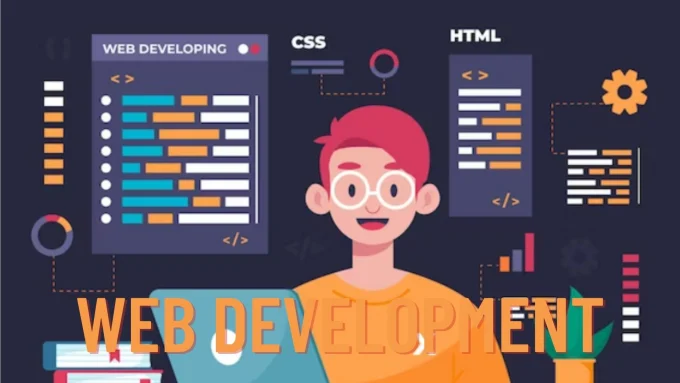 WEB DEVELOPING
CSS
HTML
< >
< >
</>
</>
</>
WEB DEVELOPMENT